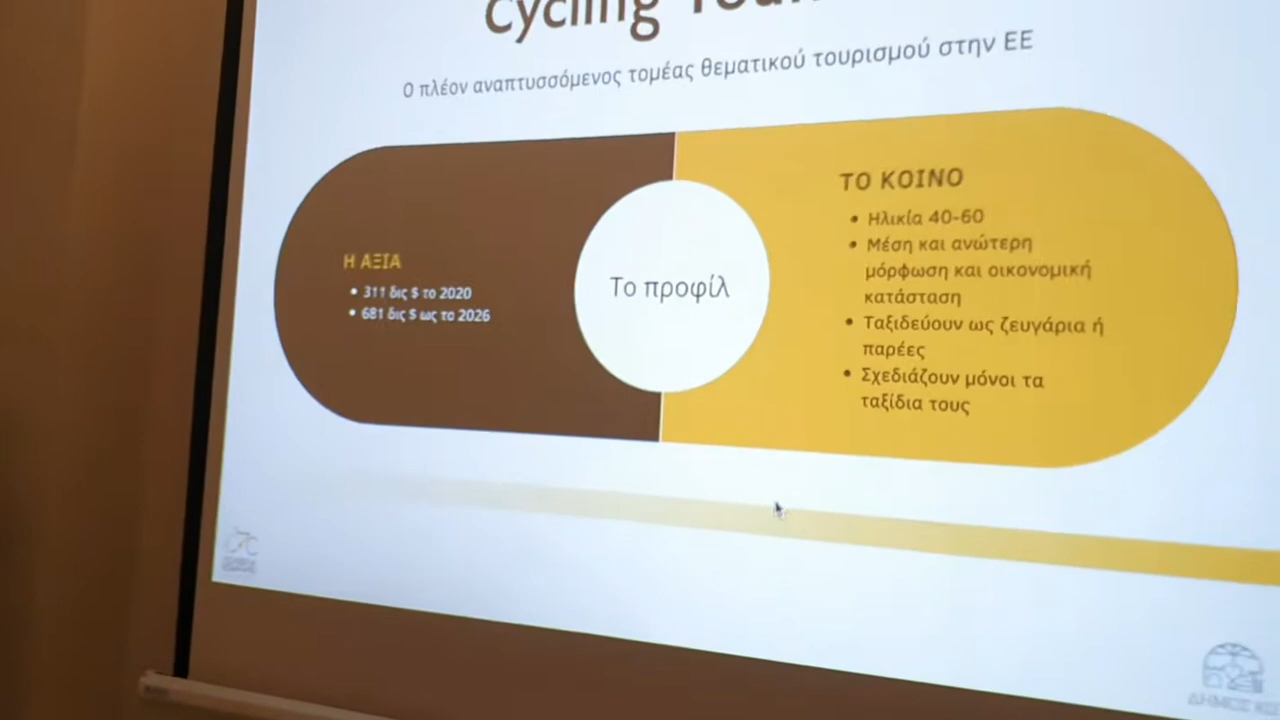 Cycling
Ο πλέον αναπτυσσόμενος τομέας θεματικού τουρισμού στην ΕΕ
Η ΑΞΙΑ
• 311 δις $ το 2020
• 681 δις $ ως το 2026
Το προφίλ
ΤΟ ΚΟΙΝΟ
• Ηλικία 40-60
• Μέση και ανώτερη
μόρφωση και οικονομική
κατάσταση
• Ταξιδεύουν ως ζευγάρια ή
παρέες
• Σχεδιάζουν μόνοι τα
ταξίδια τους
ΔΗΜΟΣ